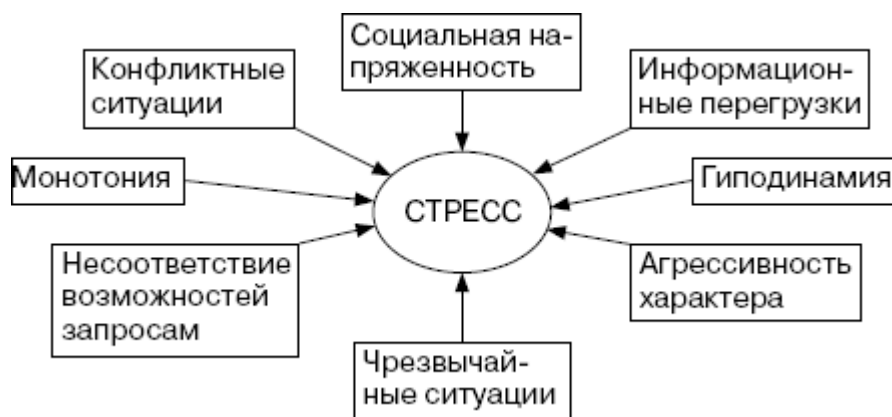 Социальная на-
пряженность
Конфликтные
ситуации
Информацион-
ные перегрузки
Монотония
СТРЕСС
Гиподинамия
Несоответствие
возможностей
запросам
Агрессивность
характера
Чрезвычай-
ные ситуации